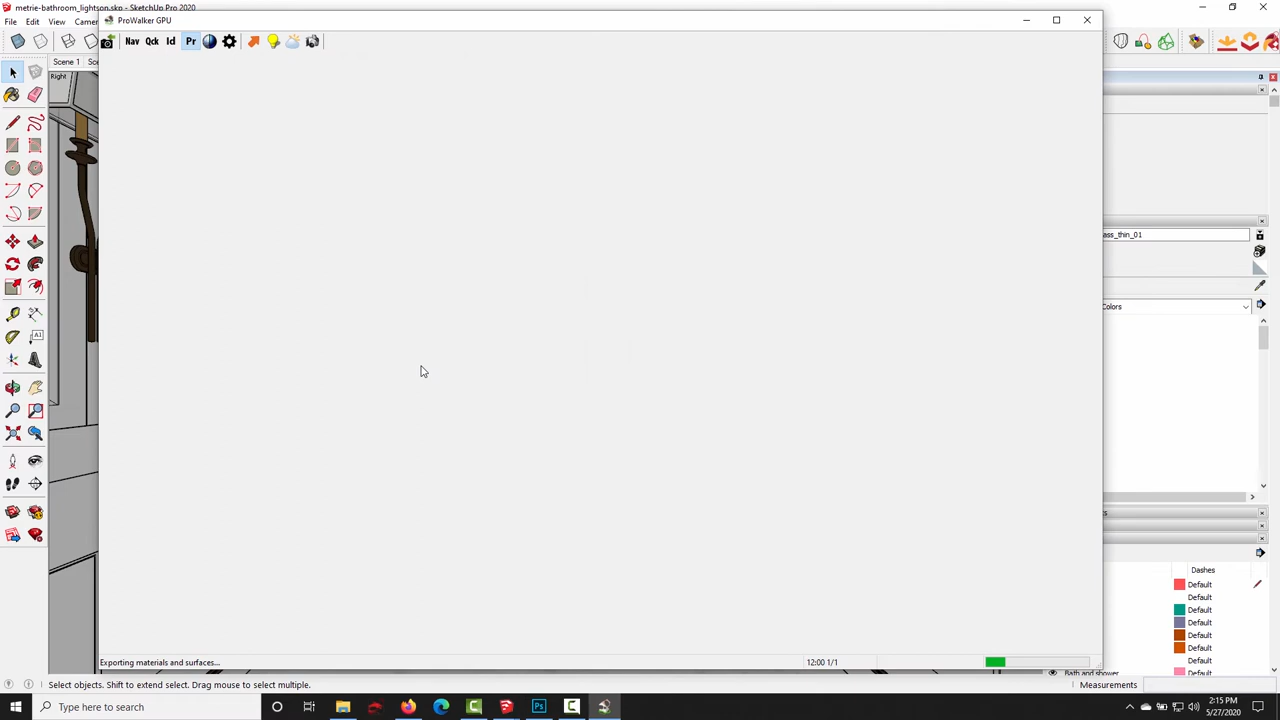 metrie-bathroom_lightson.skp - SketchUp Pro 2020
File Edit View Camera
ProWalker GPU
Nav Qck Id Pr
Scene 1
Right
ass_thin_01
Colors
Dashes
Default
Default
Default
Default
Default
Default
Default
Default
Bath and shower
Exporting materials and surfaces...
12:00 1/1
Select objects. Shift to extend select. Drag mouse to select multiple.
Measurements
Type here to search
2:15 PM
5/27/2020